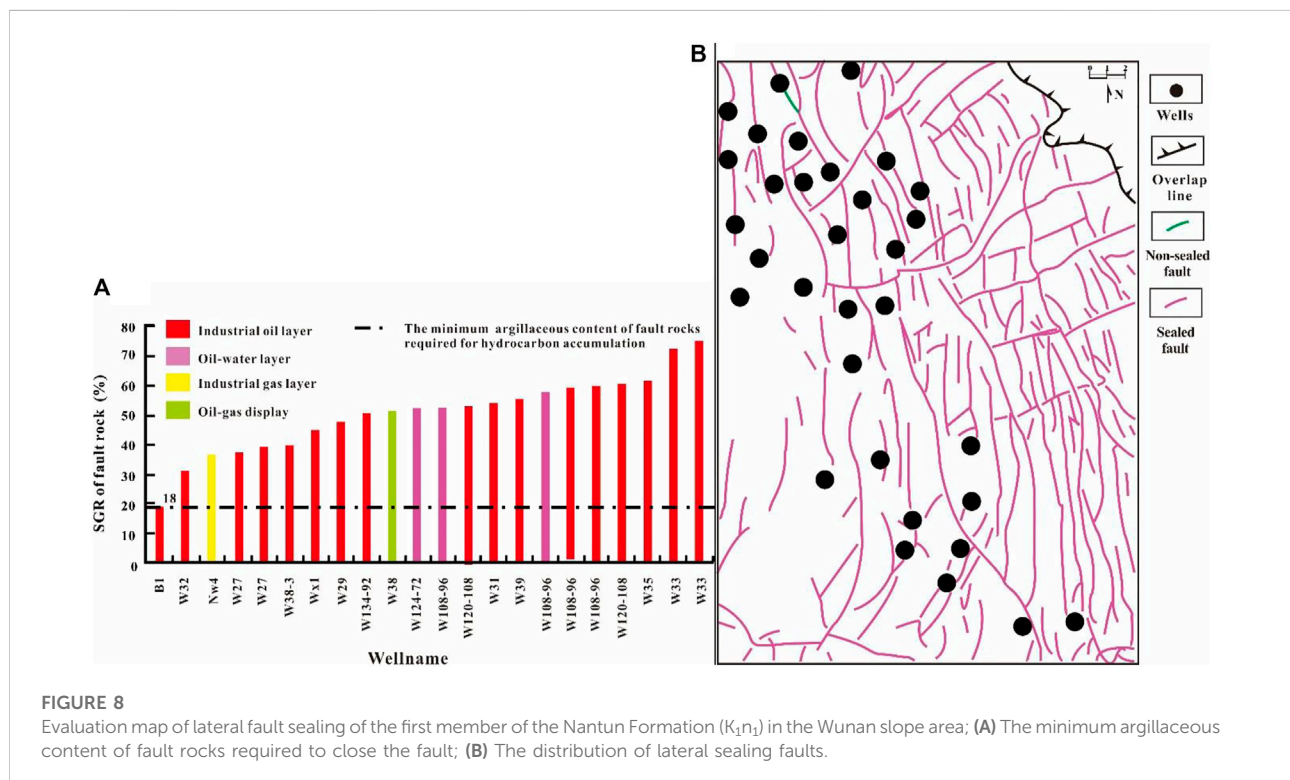 B
0 1 2
N
Wells
Overlap
line
Non-sealed
fault
Sealed
fault
A
SGR of fault rock (%)
80
70
60
50
40
30
20
10
0
18
Industrial oil layer
Oil-water layer
Industrial gas layer
Oil-gas display
The minimum argillaceous content of fault rocks
required for hydrocarbon accumulation
B1
W32
Nw4
W27
W27
W38-3
Wx1
W29
W134-92
W38
W124-72
W108-96
W120-108
W31
W39
W108-96
W108-96
W108-96
W120-108
W35
W33
W33
Wellname
FIGURE 8
Evaluation map of lateral fault sealing of the first member of the Nantun Formation (K₁n₁) in the Wunan slope area; (A) The minimum argillaceous
content of fault rocks required to close the fault; (B) The distribution of lateral sealing faults.